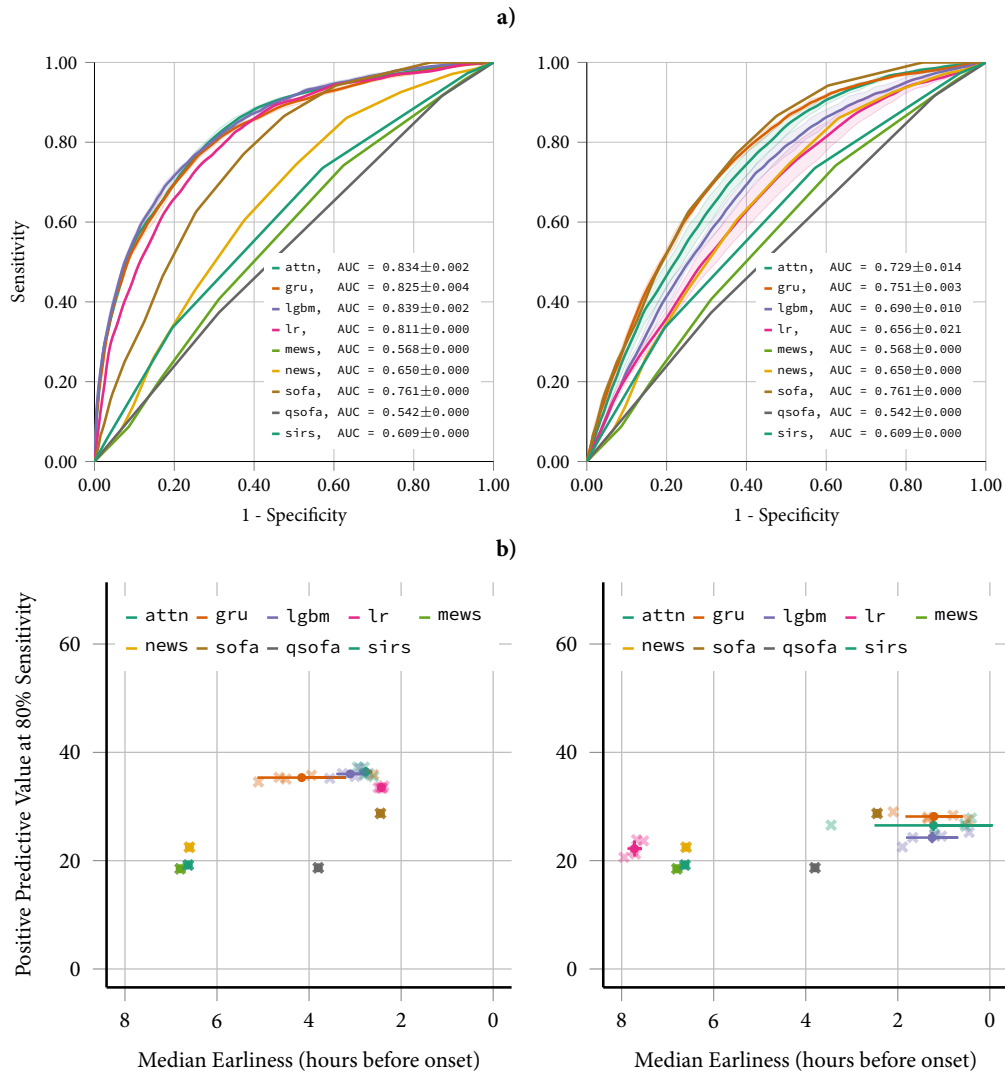 a)
Sensitivity
1.00
0.80
0.60
0.40
0.20
0.00
attn, AUC = 0.834±0.002
gru, AUC = 0.825±0.004
lgbm, AUC = 0.839±0.002
lr, AUC = 0.811±0.000
mews, AUC = 0.568±0.000
news, AUC = 0.650±0.000
sofa, AUC = 0.761±0.000
qsofa, AUC = 0.542±0.000
sirs, AUC = 0.609±0.000
0.00 0.20 0.40 0.60 0.80 1.00
1 - Specificity
1.00
0.80
0.60
0.40
0.20
0.00
attn, AUC = 0.729±0.014
gru, AUC = 0.751±0.003
lgbm, AUC = 0.690±0.010
lr, AUC = 0.656±0.021
mews, AUC = 0.568±0.000
news, AUC = 0.650±0.000
sofa, AUC = 0.761±0.000
qsofa, AUC = 0.542±0.000
sirs, AUC = 0.609±0.000
0.00 0.20 0.40 0.60 0.80 1.00
1 - Specificity
b)
Positive Predictive Value at 80% Sensitivity
attn gru lgbm lr mews
news sofa qsofa sirs
60
40
20
0
8 6 4 2 0
Median Earliness (hours before onset)
attn gru lgbm lr mews
news sofa qsofa sirs
60
40
20
0
8 6 4 2 0
Median Earliness (hours before onset)